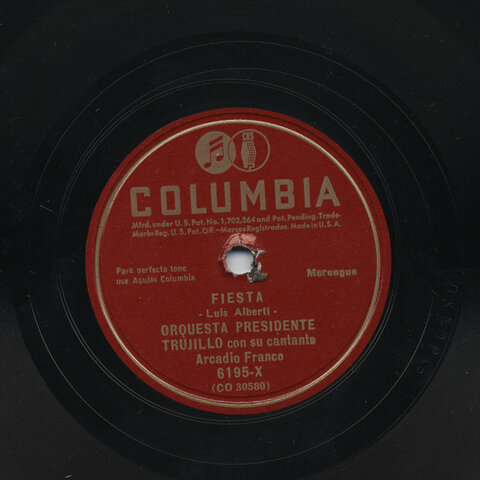 CBS
COLUMBIA
Mfrd. under U.S. Pat. No. 1,702,564 and Pat. Pending. Trade-
Marks Reg. U.S. Pat. Off.-Marcas Registradas. Made in U.S.A.
Para perfecto tono
use Agujas Columbia
Merengue
FIESTA
- Luis Alberti -
ORQUESTA PRESIDENTE
TRUJILLO con su cantante
Arcadio Franco
6195-X
(CO 30580)